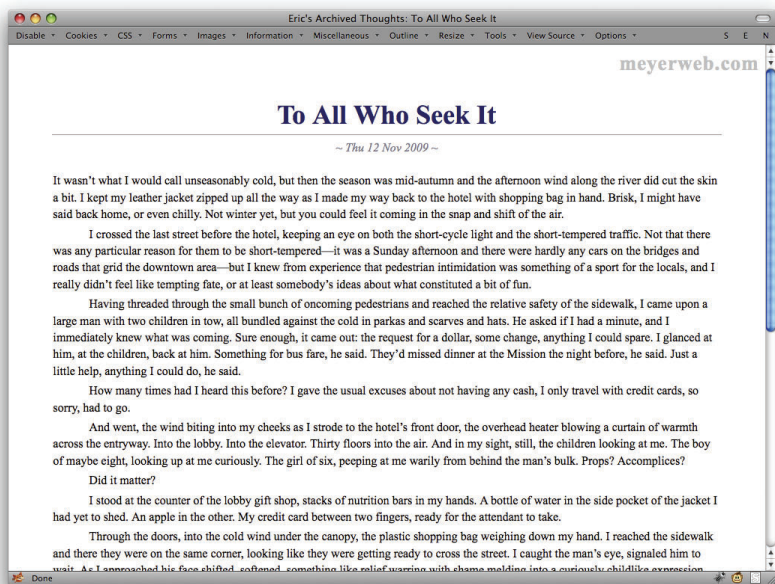 Eric's Archived Thoughts: To All Who Seek It
Disable Cookies CSS Forms Images Information Miscellaneous Outline Resize Tools View Source Options S E N
meyerweb.com
To All Who Seek It
~ Thu 12 Nov 2009 ~
It wasn’t what I would call unseasonably cold, but then the season was mid-autumn and the afternoon wind along the river did cut the skin
a bit. I kept my leather jacket zipped up all the way as I made my way back to the hotel with shopping bag in hand. Brisk, I might have
said back home, or even chilly. Not winter yet, but you could feel it coming in the snap and shift of the air.
I crossed the last street before the hotel, keeping an eye on both the short-cycle light and the short-tempered traffic. Not that there
was any particular reason for them to be short-tempered—it was a Sunday afternoon and there were hardly any cars on the bridges and
roads that grid the downtown area—but I knew from experience that pedestrian intimidation was something of a sport for the locals, and I
really didn’t feel like tempting fate, or at least somebody’s ideas about what constituted a bit of fun.
Having threaded through the small bunch of oncoming pedestrians and reached the relative safety of the sidewalk, I came upon a
large man with two children in tow, all bundled against the cold in parkas and scarves and hats. He asked if I had a minute, and I
immediately knew what was coming. Sure enough, it came out: the request for a dollar, some change, anything I could spare. I glanced at
him, at the children, back at him. Something for bus fare, he said. They’d missed dinner at the Mission the night before, he said. Just a
little help, anything I could do, he said.
How many times had I heard this before? I gave the usual excuses about not having any cash, I only travel with credit cards, so
sorry, had to go.
And went, the wind biting into my cheeks as I strode to the hotel’s front door, the overhead heater blowing a curtain of warmth
across the entryway. Into the lobby. Into the elevator. Thirty floors into the air. And in my sight, still, the children looking at me. The boy
of maybe eight, looking up at me curiously. The girl of six, peeping at me warily from behind the man’s bulk. Props? Accomplices?
Did it matter?
I stood at the counter of the lobby gift shop, stacks of nutrition bars in my hands. A bottle of water in the side pocket of the jacket I
had yet to shed. An apple in the other. My credit card between two fingers, ready for the attendant to take.
Through the doors, into the cold wind under the canopy, the plastic shopping bag weighing down my hand. I reached the sidewalk
and there they were on the same corner, looking like they were getting ready to cross the street. I caught the man’s eye, signaled him to
wait. As I approached his face shifted, softened, something like relief warring with shame melding into a curiously childlike expression
Done